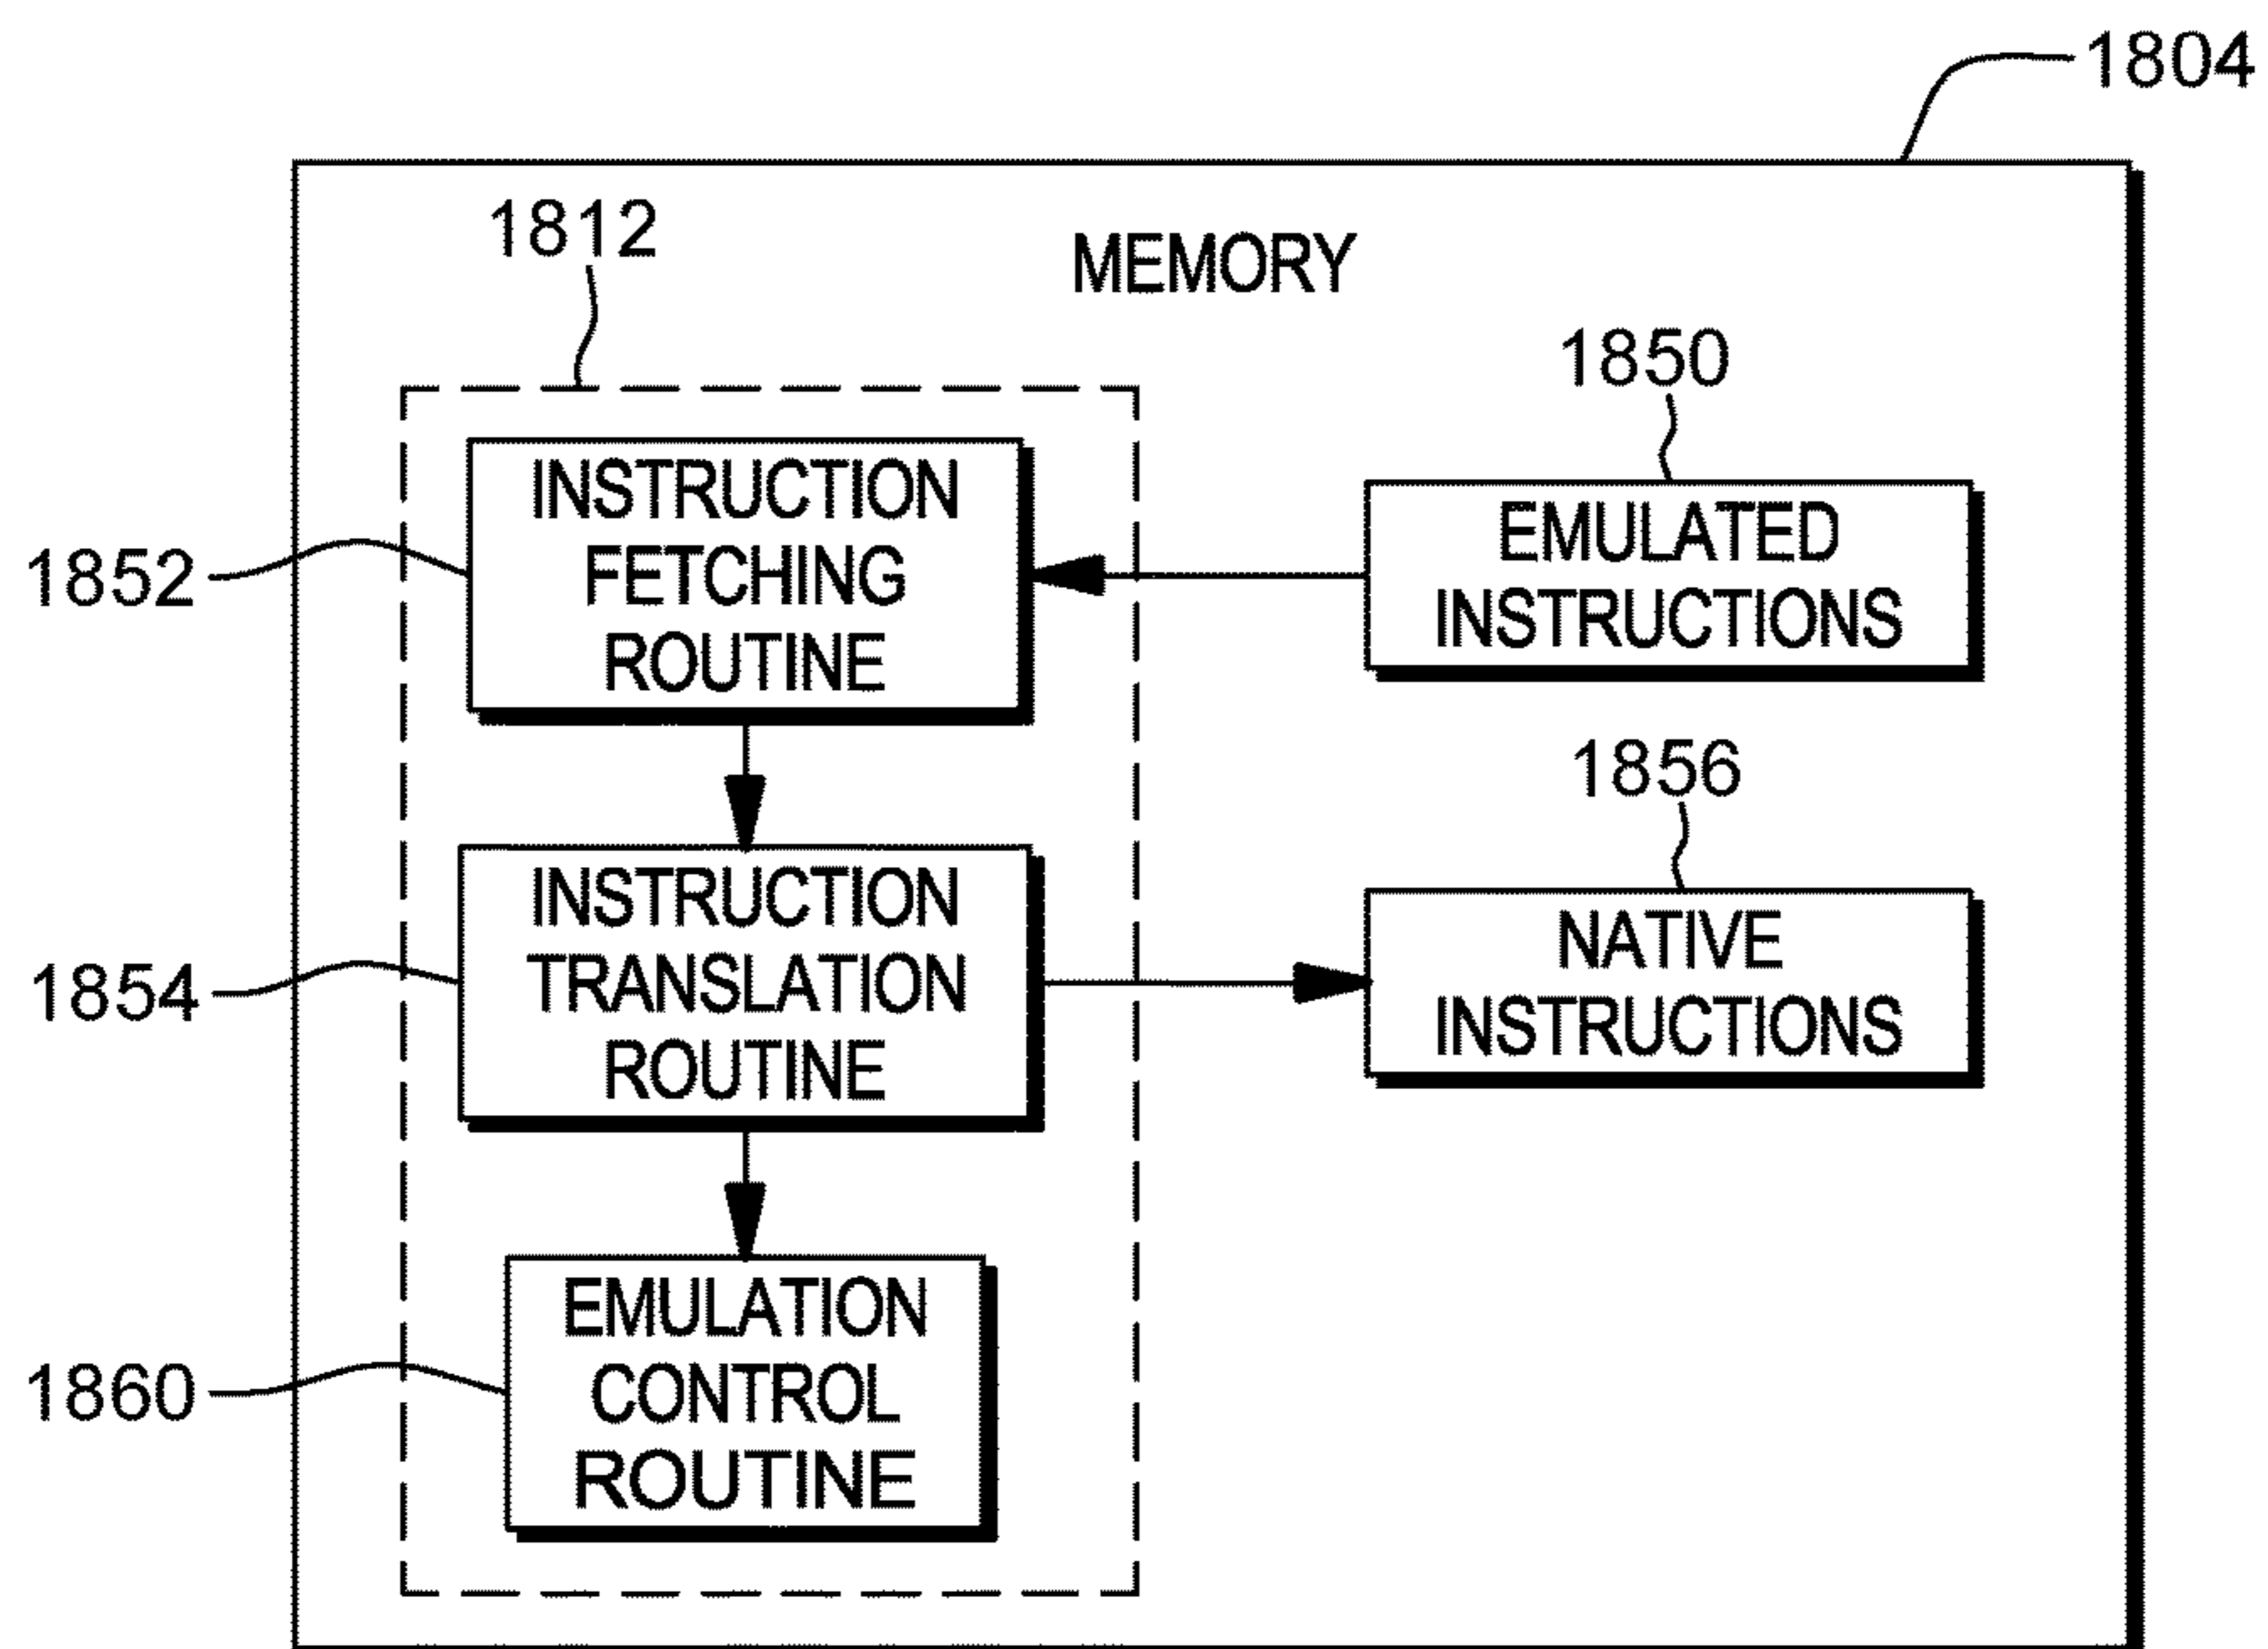 1804
1812
MEMORY
1850
INSTRUCTION
FETCHING
ROUTINE
1852
EMULATED
INSTRUCTIONS
1856
INSTRUCTION
TRANSLATION
ROUTINE
1854
NATIVE
INSTRUCTIONS
EMULATION
CONTROL
ROUTINE
1860